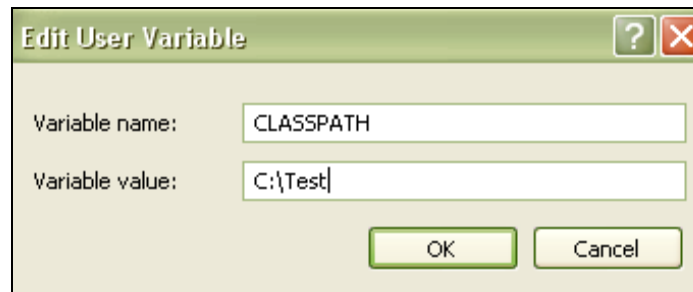 Edit User Variable
Variable name: CLASSPATH
Variable value: C:\Test
OK Cancel